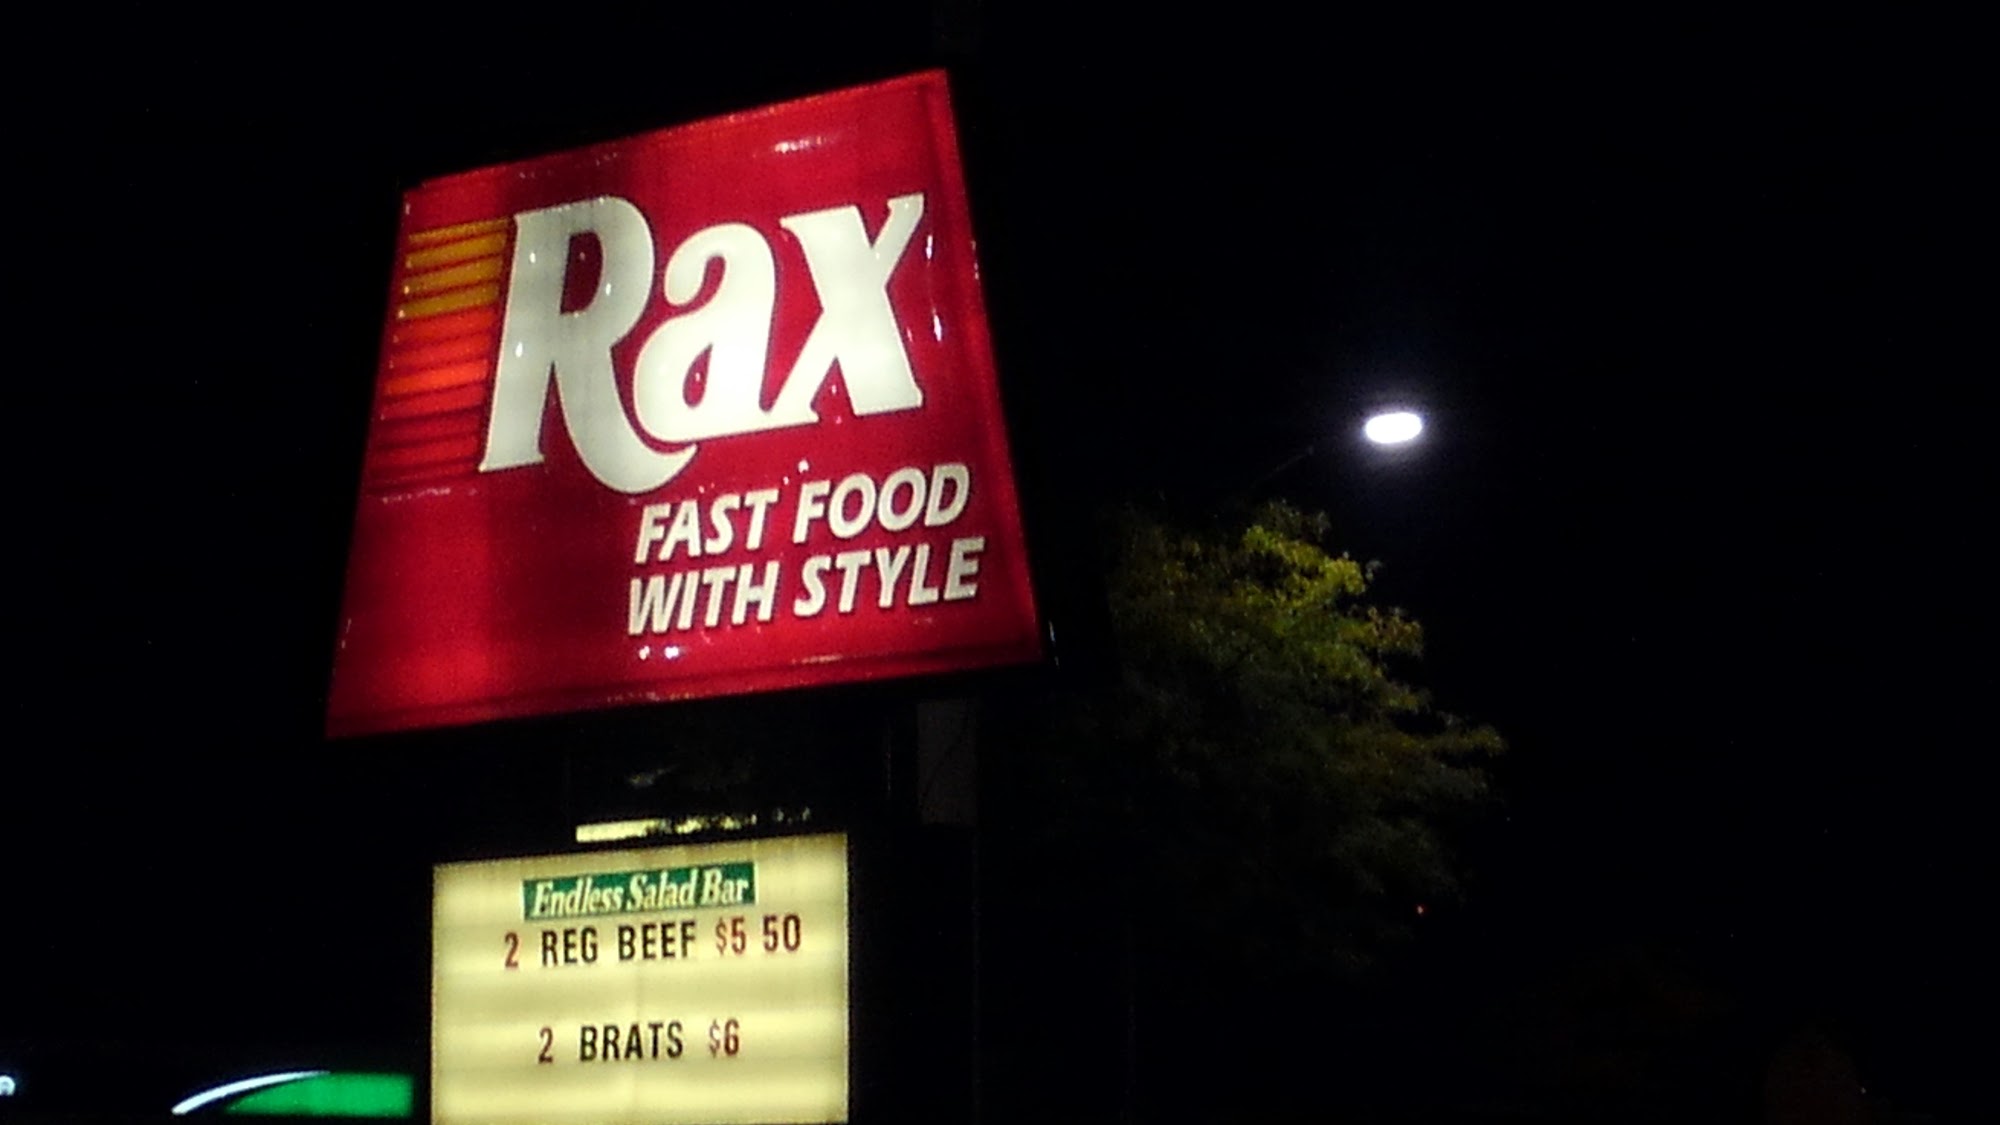 Rax
FAST FOOD
WITH STYLE
Endless Salad Bar
2 REG BEEF $5 50
2 BRATS $6